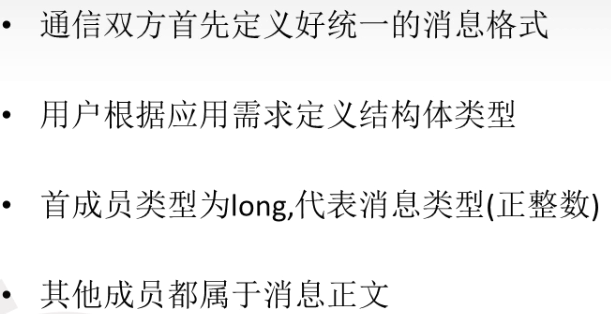 • 通信双方首先定义好统一的消息格式
• 用户根据应用需求定义结构体类型
• 首成员类型为long,代表消息类型(正整数)
• 其他成员都属于消息正文